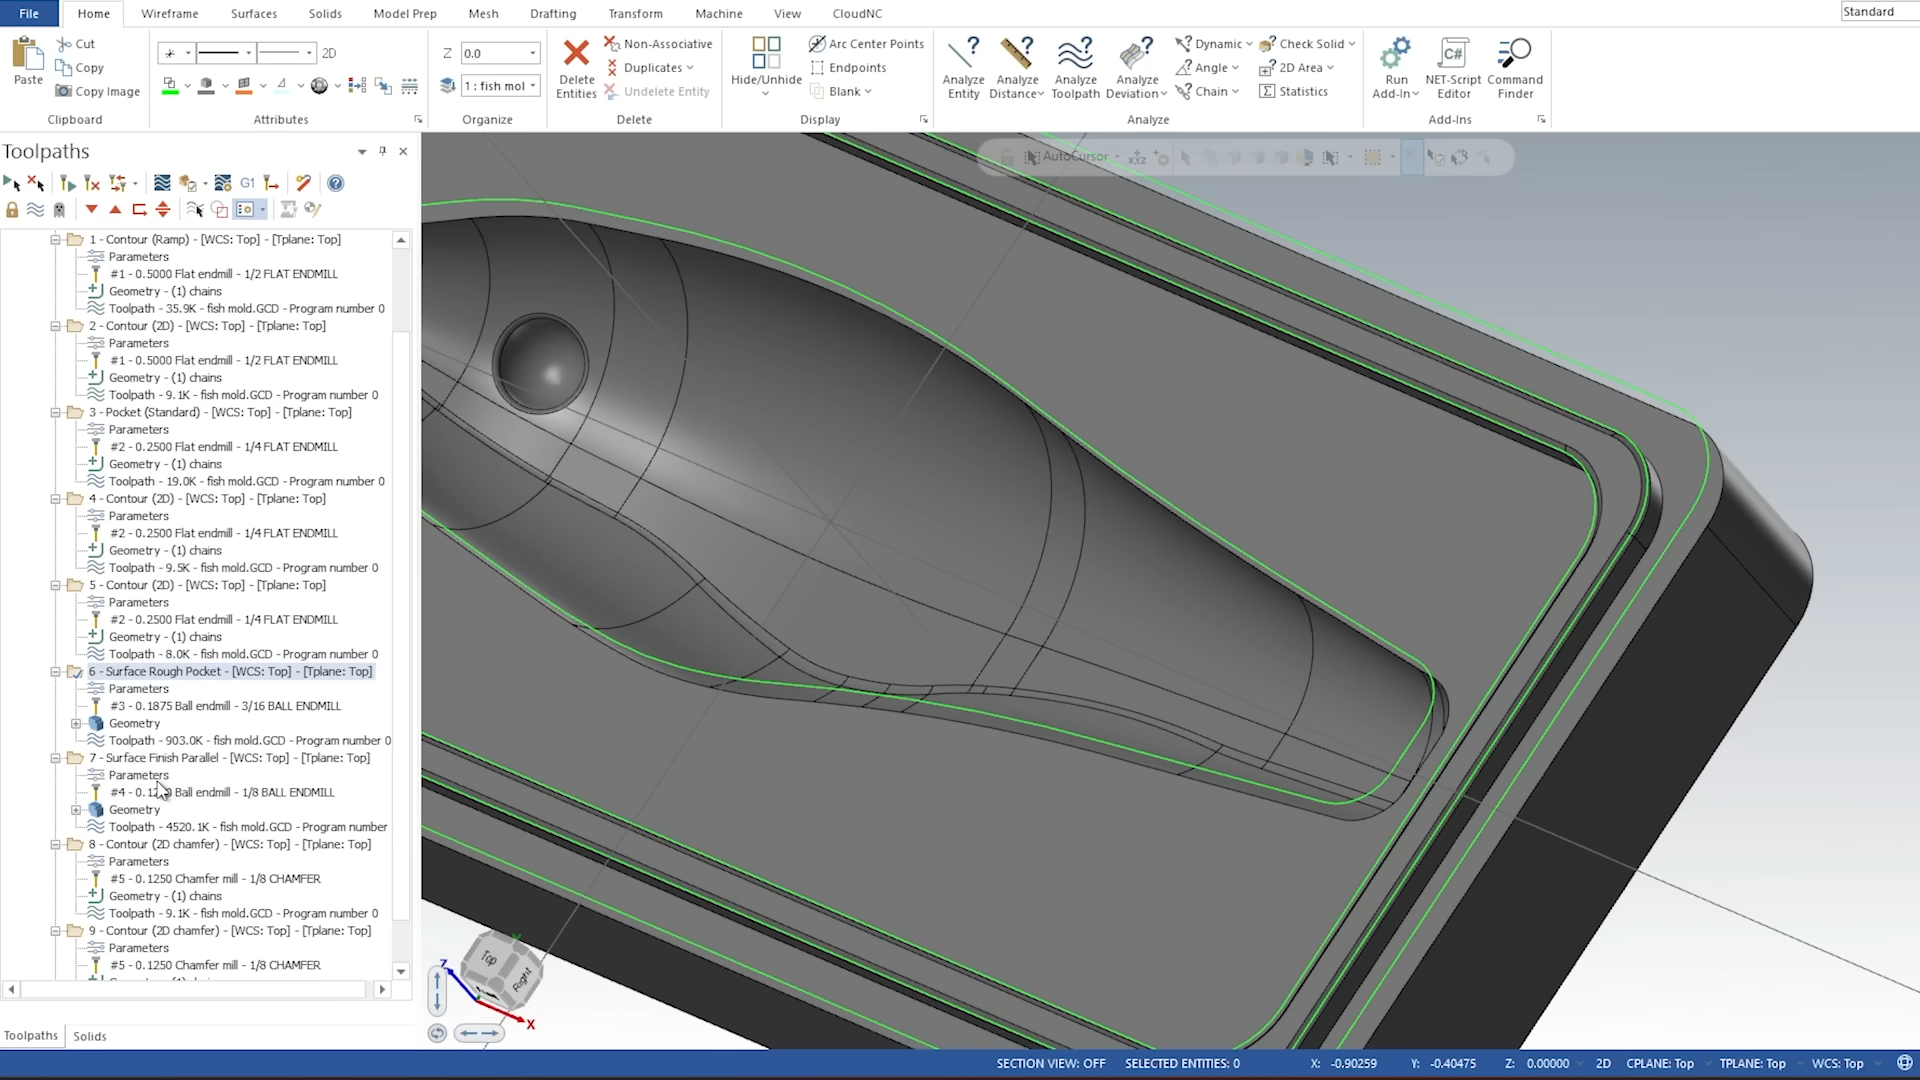 File
Home
Wireframe
Surfaces
Solids
Model Prep
Mesh
Drafting
Transform
Machine
View
CloudNC
Standard
Paste
Cut
Copy
Copy Image
Clipboard
2D
Attributes
Z 0.0
1 : fish mol
Organize
Delete Entities
Non-Associative
Duplicates
Undelete Entity
Delete
Hide/Unhide
Arc Center Points
Endpoints
Blank
Display
Analyze Entity
Analyze Distance
Analyze Toolpath
Analyze Deviation
Dynamic
Angle
Chain
Check Solid
2D Area
Statistics
Analyze
Run Add-In
C#
NET-Script Editor
Command Finder
Add-Ins
Toolpaths
G1
AutoCursor
xyz
1 - Contour (Ramp) - [WCS: Top] - [Tplane: Top]
Parameters
#1 - 0.5000 Flat endmill - 1/2 FLAT ENDMILL
Geometry - (1) chains
Toolpath - 35.9K - fish mold.GCD - Program number 0
2 - Contour (2D) - [WCS: Top] - [Tplane: Top]
Parameters
#1 - 0.5000 Flat endmill - 1/2 FLAT ENDMILL
Geometry - (1) chains
Toolpath - 9.1K - fish mold.GCD - Program number 0
3 - Pocket (Standard) - [WCS: Top] - [Tplane: Top]
Parameters
#2 - 0.2500 Flat endmill - 1/4 FLAT ENDMILL
Geometry - (1) chains
Toolpath - 19.0K - fish mold.GCD - Program number 0
4 - Contour (2D) - [WCS: Top] - [Tplane: Top]
Parameters
#2 - 0.2500 Flat endmill - 1/4 FLAT ENDMILL
Geometry - (1) chains
Toolpath - 9.5K - fish mold.GCD - Program number 0
5 - Contour (2D) - [WCS: Top] - [Tplane: Top]
Parameters
#2 - 0.2500 Flat endmill - 1/4 FLAT ENDMILL
Geometry - (1) chains
Toolpath - 8.0K - fish mold.GCD - Program number 0
6 - Surface Rough Pocket - [WCS: Top] - [Tplane: Top]
Parameters
#3 - 0.1875 Ball endmill - 3/16 BALL ENDMILL
Geometry
Toolpath - 903.0K - fish mold.GCD - Program number 0
7 - Surface Finish Parallel - [WCS: Top] - [Tplane: Top]
Parameters
#4 - Ball endmill - 1/8 BALL ENDMILL
Geometry
Toolpath - 4520.1K - fish mold.GCD - Program number
8 - Contour (2D chamfer) - [WCS: Top] - [Tplane: Top]
Parameters
#5 - 0.1250 Chamfer mill - 1/8 CHAMFER
Geometry - (1) chains
Toolpath - 9.1K - fish mold.GCD - Program number 0
9 - Contour (2D chamfer) - [WCS: Top] - [Tplane: Top]
Parameters
#5 - 0.1250 Chamfer mill - 1/8 CHAMFER
Toolpaths
Solids
Top
Right
Z
Y
X
SECTION VIEW: OFF
SELECTED ENTITIES: 0
X: -0.90259
Y: -0.40475
Z: 0.00000
2D
CPLANE: Top
TPLANE: Top
WCS: Top